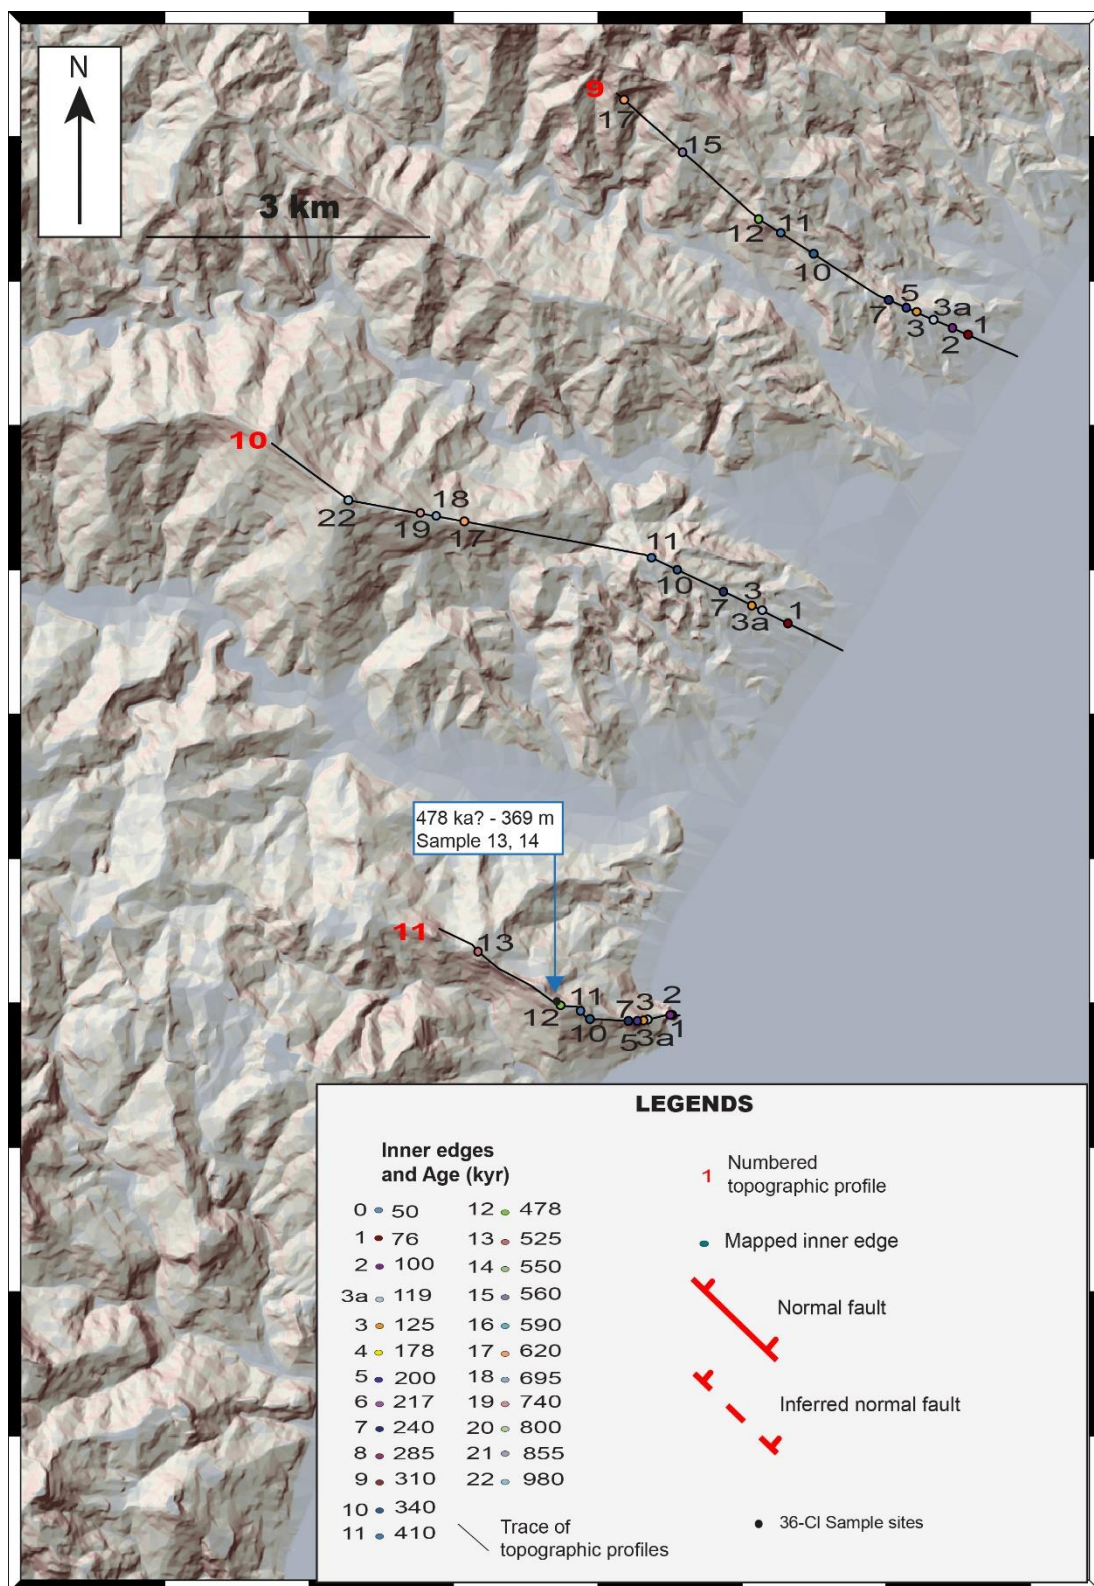 N
3 km
9
17
15
12
11
10
7
5
3
3a
2
1
10
22
19
18
17
11
10
7
3
3a
1
478 ka? - 369 m
Sample 13, 14
11
13
12
11
10
7
5
3
3a
2
1
LEGENDS
Inner edges
and Age (kyr)
0 50
1 76
2 100
3a 119
3 125
4 178
5 200
6 217
7 240
8 285
9 310
10 340
11 410
12 478
13 525
14 550
15 560
16 590
17 620
18 695
19 740
20 800
21 855
22 980
Trace of
topographic profiles
1 Numbered
topographic profile
Mapped inner edge
Normal fault
Inferred normal fault
36-Cl Sample sites